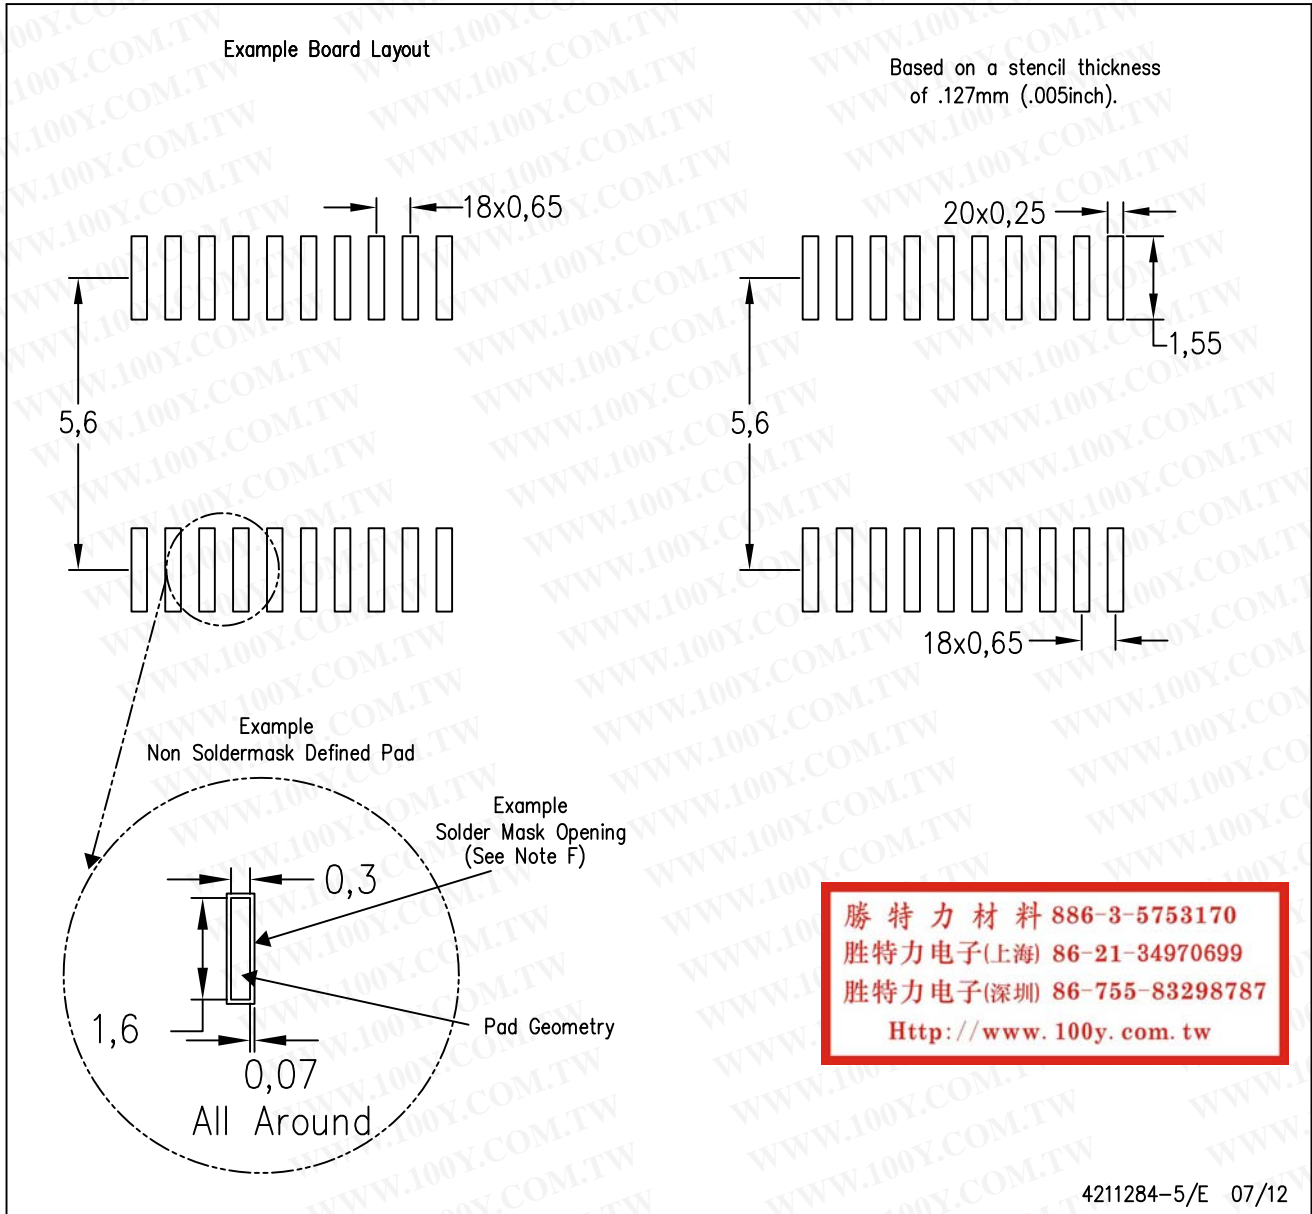 Example Board Layout
Based on a stencil thickness
of .127mm (.005inch).
18x0,65
20x0,25
1,55
5,6
5,6
18x0,65
Example
Non Soldermask Defined Pad
Example
Solder Mask Opening
(See Note F)
0,3
1,6
Pad Geometry
0,07
All Around
勝特力材料 886-3-5753170
胜特力电子(上海) 86-21-34970699
胜特力电子(深圳) 86-755-83298787
Http://www.100y.com.tw
4211284-5/E 07/12
WWW.100Y.COM.TW